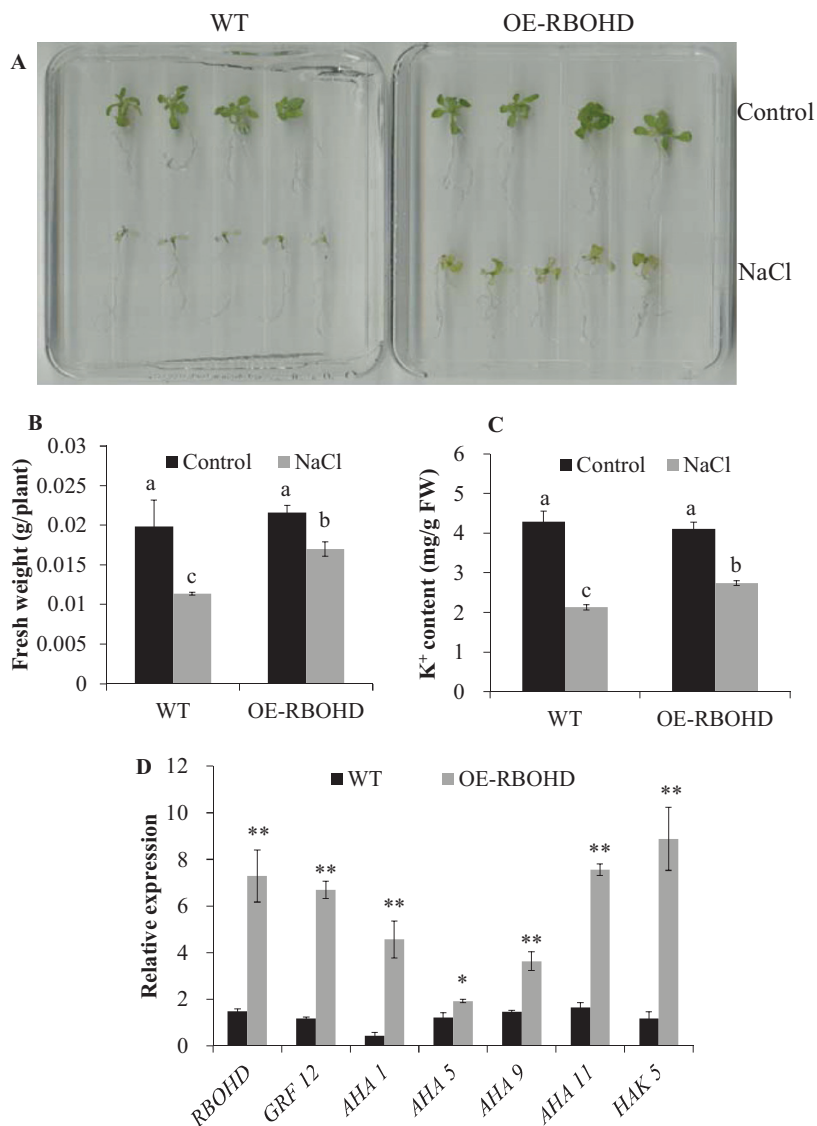 WT OE-RBOHD
A
Control
NaCl
B
Fresh weight (g/plant)
0.03
0.025
0.02
0.015
0.01
0.005
0
Control NaCl
a
c
a
b
WT OE-RBOHD
C
K⁺ content (mg/g FW)
6
5
4
3
2
1
0
Control NaCl
a
c
a
b
WT OE-RBOHD
D
Relative expression
12
10
8
6
4
2
0
WT OE-RBOHD
**
**
**
*
**
**
**
RBOHD
GRF 12
AHA 1
AHA 5
AHA 9
AHA 11
HAK 5